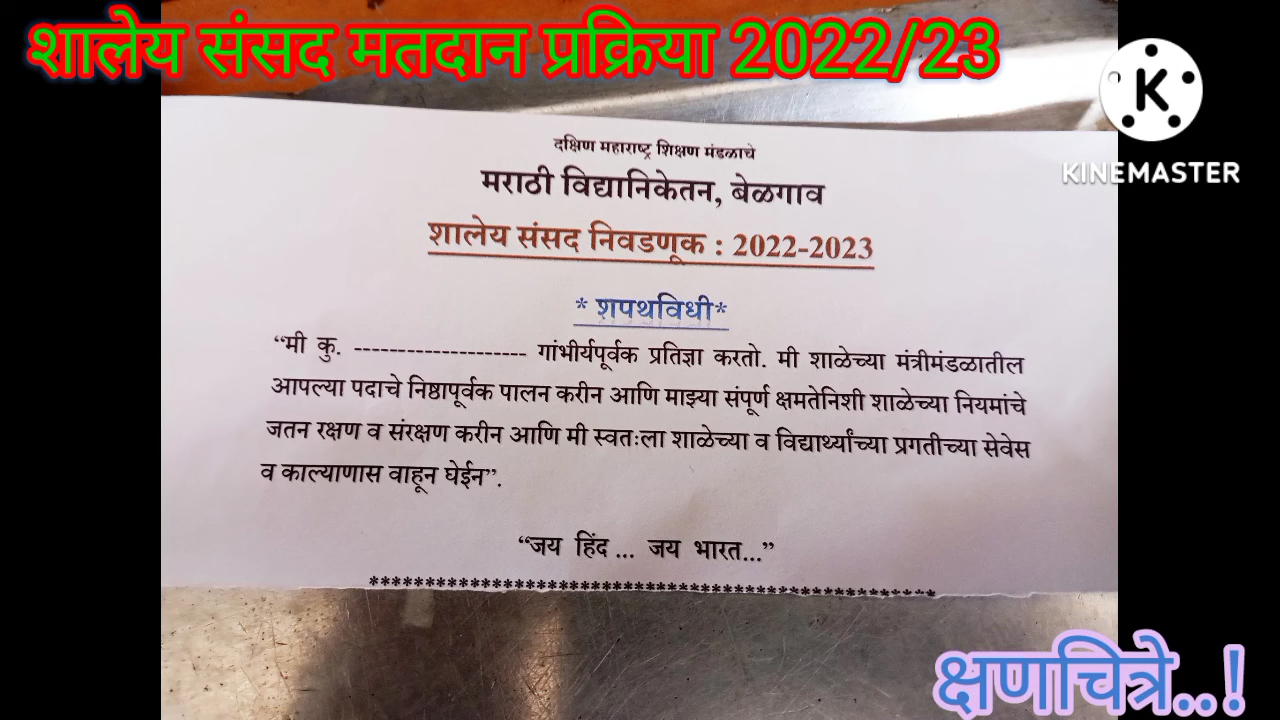 शालेय संसद मतदान प्रक्रिया 2022/23
K
KINEMASTER
दक्षिण महाराष्ट्र शिक्षण मंडळाचे
मराठी विद्यानिकेतन, बेळगाव
शालेय संसद निवडणूक : 2022-2023
* शपथविधी*
“मी कु. --------------------- गांभीर्यपूर्वक प्रतिज्ञा करतो. मी शाळेच्या मंत्रीमंडळातील
आपल्या पदाचे निष्ठापूर्वक पालन करीन आणि माझ्या संपूर्ण क्षमतेनिशी शाळेच्या नियमांचे
जतन रक्षण व संरक्षण करीन आणि मी स्वतःला शाळेच्या व विद्यार्थ्यांच्या प्रगतीच्या सेवेस
व काल्याणास वाहून घेईन”.
“जय हिंद ... जय भारत...”
*************************************************************
क्षणचित्रे..!